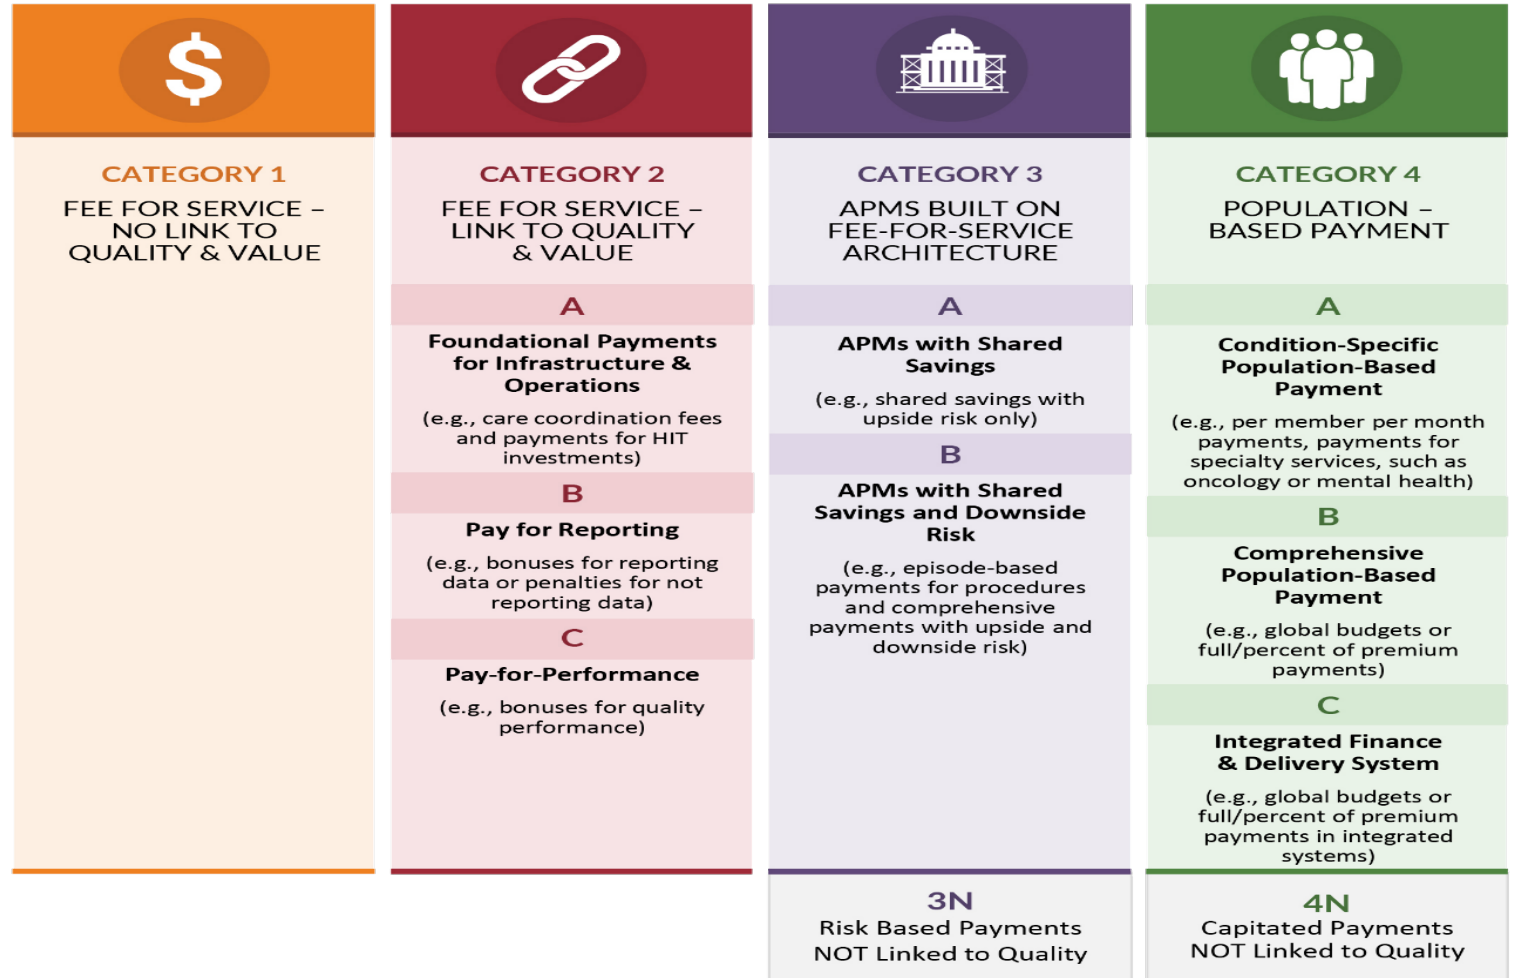 $
CATEGORY 1
FEE FOR SERVICE –
NO LINK TO
QUALITY & VALUE
CATEGORY 2
FEE FOR SERVICE –
LINK TO QUALITY
& VALUE
A
Foundational Payments
for Infrastructure &
Operations
(e.g., care coordination fees
and payments for HIT
investments)
B
Pay for Reporting
(e.g., bonuses for reporting
data or penalties for not
reporting data)
C
Pay-for-Performance
(e.g., bonuses for quality
performance)
CATEGORY 3
APMS BUILT ON
FEE-FOR-SERVICE
ARCHITECTURE
A
APMs with Shared
Savings
(e.g., shared savings with
upside risk only)
B
APMs with Shared
Savings and Downside
Risk
(e.g., episode-based
payments for procedures
and comprehensive
payments with upside and
downside risk)
3N
Risk Based Payments
NOT Linked to Quality
CATEGORY 4
POPULATION –
BASED PAYMENT
A
Condition-Specific
Population-Based
Payment
(e.g., per member per month
payments, payments for
specialty services, such as
oncology or mental health)
B
Comprehensive
Population-Based
Payment
(e.g., global budgets or
full/percent of premium
payments)
C
Integrated Finance
& Delivery System
(e.g., global budgets or
full/percent of premium
payments in integrated
systems)
4N
Capitated Payments
NOT Linked to Quality